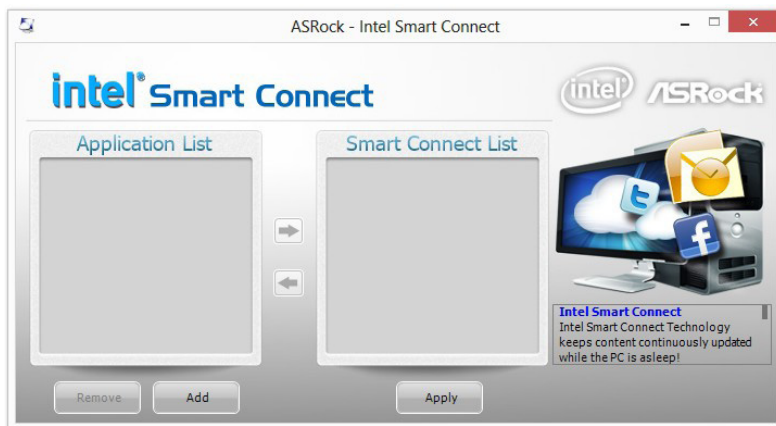 ASRock - Intel Smart Connect
intel® Smart Connect
intel ASRock
Application List
Smart Connect List
Intel Smart Connect
Intel Smart Connect Technology
keeps content continuously updated
while the PC is asleep!
Remove
Add
Apply